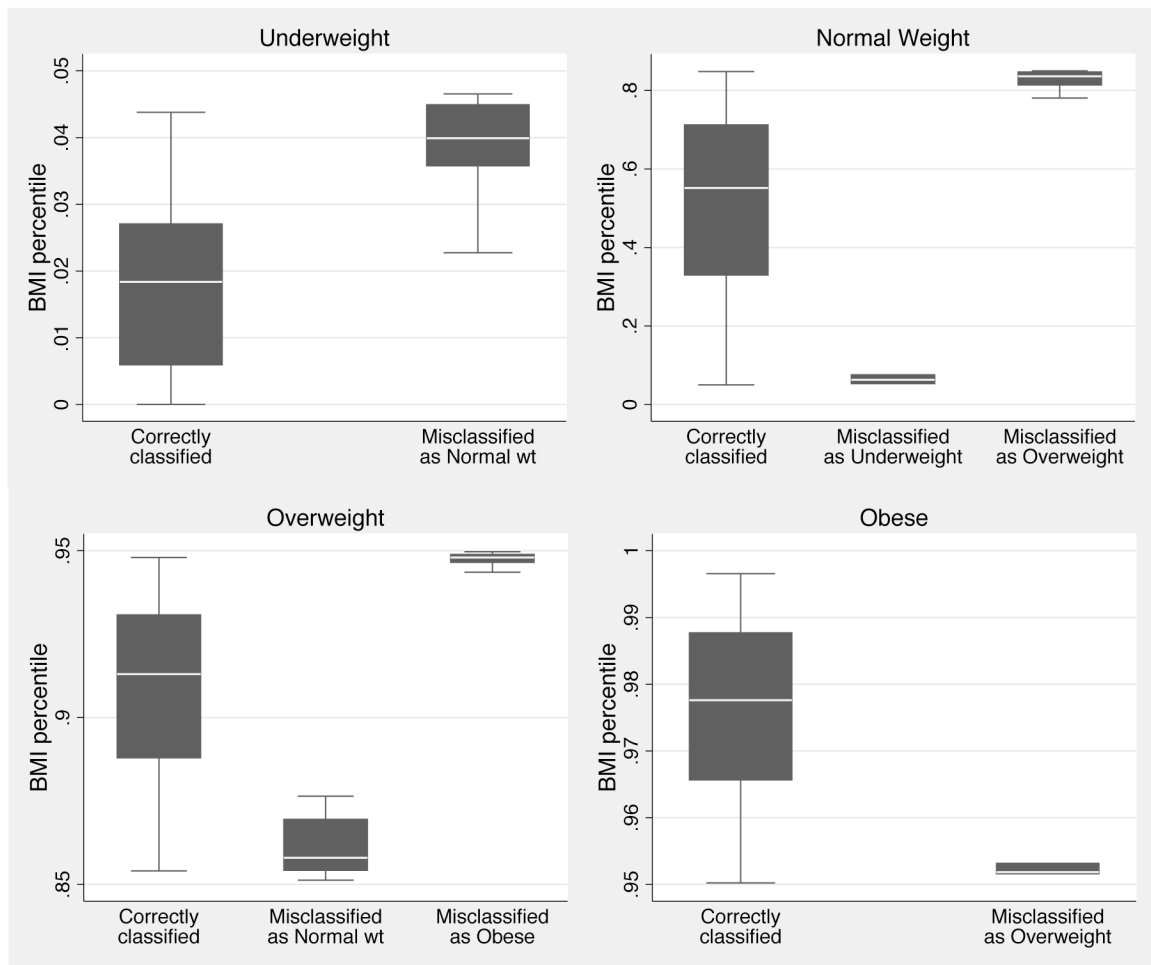 Underweight
BMI percentile
.05
.04
.03
.02
.01
0
Correctly
classified
Misclassified
as Normal wt
Normal Weight
BMI percentile
.8
.6
.4
.2
0
Correctly
classified
Misclassified
as Underweight
Misclassified
as Overweight
Overweight
BMI percentile
.95
.9
.85
Correctly
classified
Misclassified
as Normal wt
Misclassified
as Obese
Obese
BMI percentile
1
.99
.98
.97
.96
.95
Correctly
classified
Misclassified
as Overweight